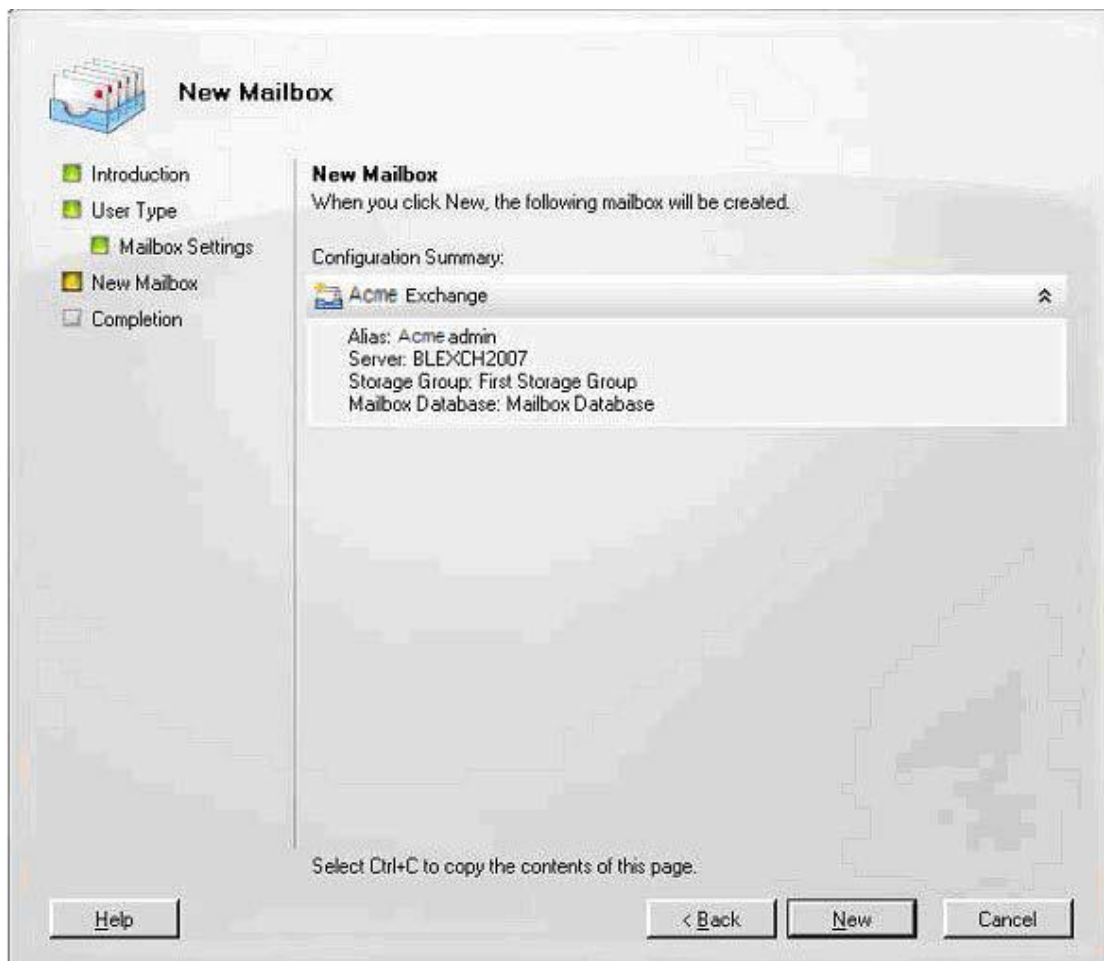 New Mailbox
Introduction
User Type
Mailbox Settings
New Mailbox
Completion
New Mailbox
When you click New, the following mailbox will be created.
Configuration Summary:
Acme Exchange
Alias: Acme admin
Server: BLEXCH2007
Storage Group: First Storage Group
Mailbox Database: Mailbox Database
Select Ctrl+C to copy the contents of this page.
Help
< Back
New
Cancel